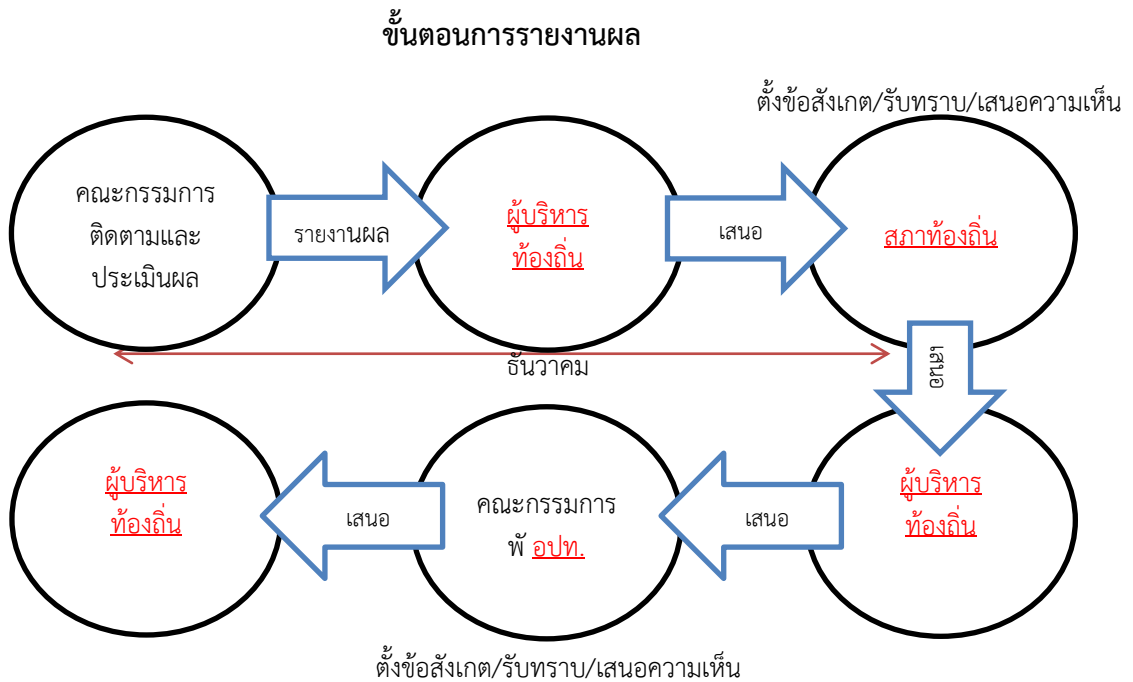 ขั้นตอนการรายงานผล
ตั้งข้อสังเกต/รับทราบ/เสนอความเห็น
คณะกรรมการ
ติดตามและ
ประเมินผล
รายงานผล
ผู้บริหาร
ท้องถิ่น
เสนอ
สภาท้องถิ่น
ธันวาคม
เสนอ
ผู้บริหาร
ท้องถิ่น
เสนอ
คณะกรรมการ
พั อปท.
เสนอ
ผู้บริหาร
ท้องถิ่น
ตั้งข้อสังเกต/รับทราบ/เสนอความเห็น